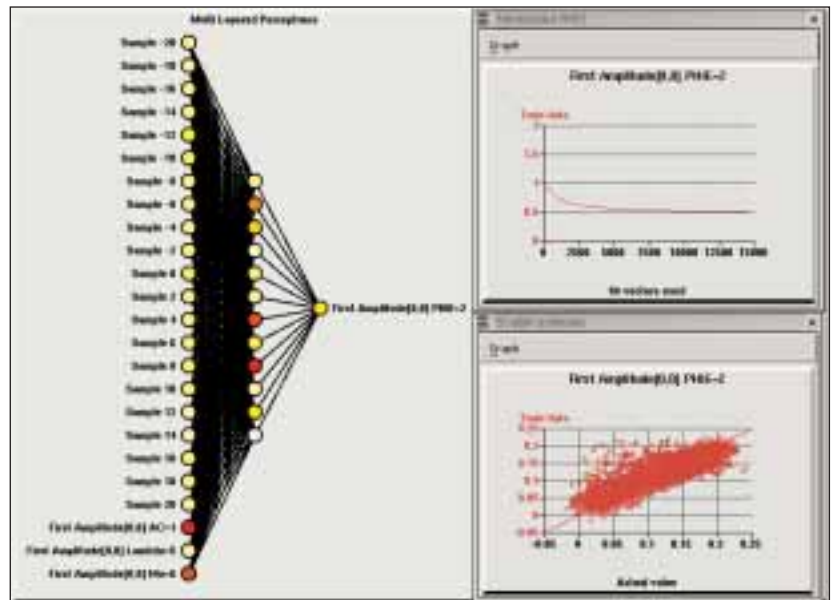 Multi Layered Perceptron
Sample -20
Sample -18
Sample -16
Sample -14
Sample -12
Sample -10
Sample -8
Sample -6
Sample -4
Sample -2
Sample 0
Sample 2
Sample 4
Sample 6
Sample 8
Sample 10
Sample 12
Sample 14
Sample 16
Sample 18
Sample 20
First Amplitude[0,0] AC=1
First Amplitude[0,0]
First Amplitude[0,0]
First Amplitude[0,0] PHIE=2
Graph
First Amplitude[0,0] PHIE=2
Train data
2
1.5
1
0.5
0
0 2500 5000 7500 10000 12500 15000
Nr vectors used
Graph
First Amplitude[0,0] PHIE=2
Train data
0.25
0.2
0.15
0.1
0.05
0
-0.05
-0.05 0 0.05 0.1 0.15 0.2 0.25
Actual value